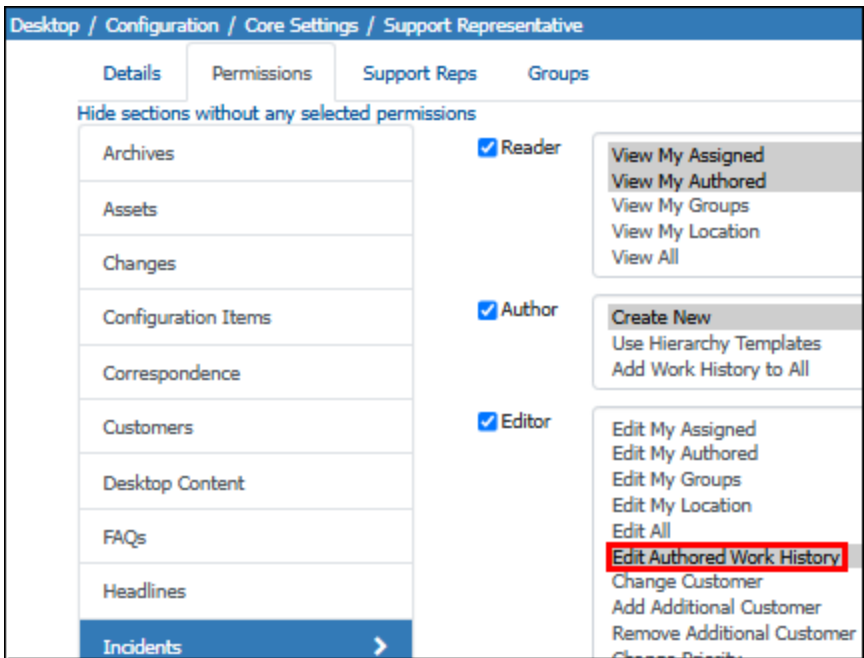 Desktop / Configuration / Core Settings / Support Representative
Details Permissions Support Reps Groups
Hide sections without any selected permissions
Archives
Assets
Changes
Configuration Items
Correspondence
Customers
Desktop Content
FAQs
Headlines
Incidents
Reader
View My Assigned
View My Authored
View My Groups
View My Location
View All
Author
Create New
Use Hierarchy Templates
Add Work History to All
Editor
Edit My Assigned
Edit My Authored
Edit My Groups
Edit My Location
Edit All
Edit Authored Work History
Change Customer
Add Additional Customer
Remove Additional Customer
Change Priority